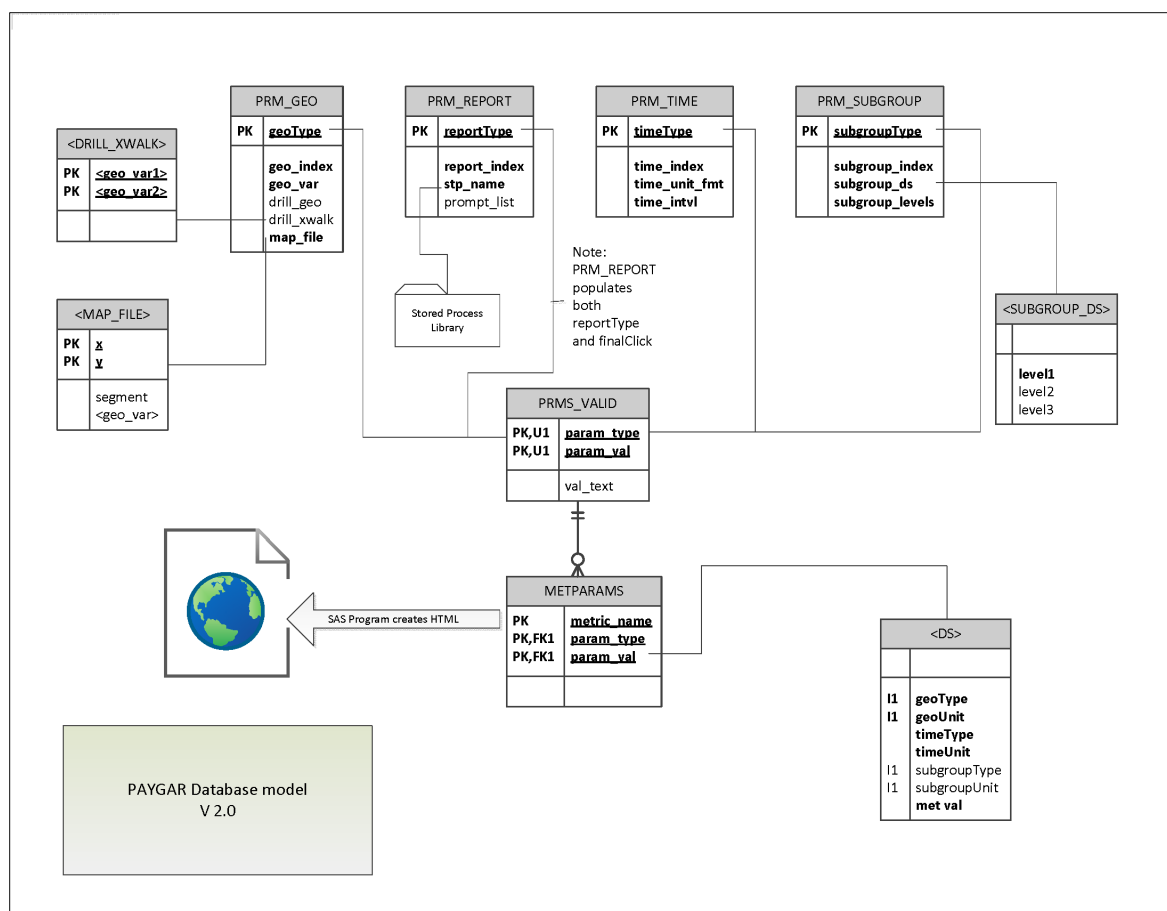 PRM_GEO
PK geoType
geo_index
geo_var
drill_geo
drill_xwalk
map_file
PRM_REPORT
PK reportType
report_index
stp_name
prompt_list
PRM_TIME
PK timeType
time_index
time_unit_fmt
time_intvl
PRM_SUBGROUP
PK subgroupType
subgroup_index
subgroup_ds
subgroup_levels
<DRILL_XWALK>
PK <geo_var1>
PK <geo_var2>
<MAP_FILE>
PK x
PK y
segment
<geo_var>
Stored Process
Library
Note:
PRM_REPORT
populates
both
reportType
and finalClick
<SUBGROUP_DS>
level1
level2
level3
PRMS_VALID
PK,U1 param_type
PK,U1 param_val
val_text
SAS Program creates HTML
METPARAMS
PK metric_name
PK,FK1 param_type
PK,FK1 param_val
<DS>
I1 geoType
I1 geoUnit
timeType
timeUnit
I1 subgroupType
I1 subgroupUnit
met val
PAYGAR Database model
V 2.0